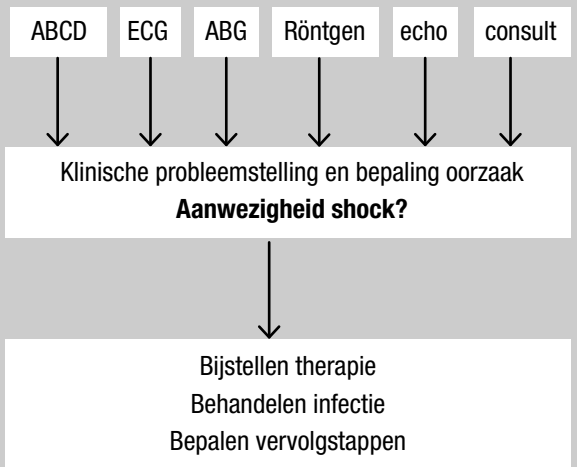 ABCD ECG ABG Röntgen echo consult
Klinische probleemstelling en bepaling oorzaak
Aanwezigheid shock?
Bijstellen therapie
Behandelen infectie
Bepalen vervolgstappen